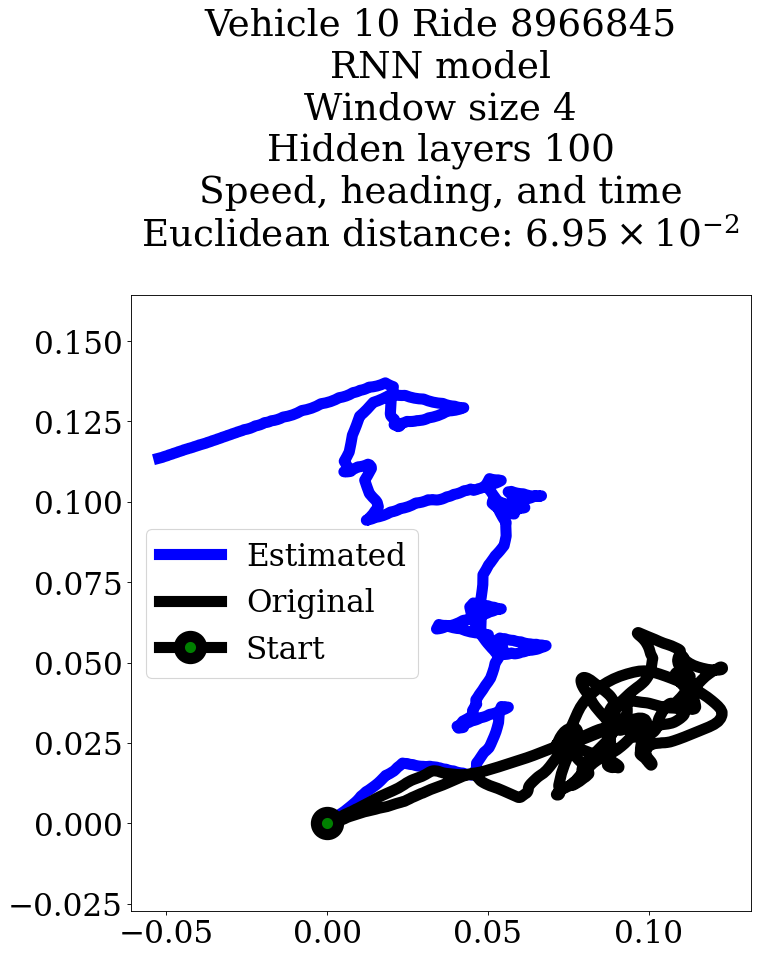 Vehicle 10 Ride 8966845
RNN model
Window size 4
Hidden layers 100
Speed, heading, and time
Euclidean distance: 6.95 × 10⁻²
0.150
0.125
0.100
0.075
0.050
0.025
0.000
−0.025
Estimated
Original
Start
−0.05 0.00 0.05 0.10